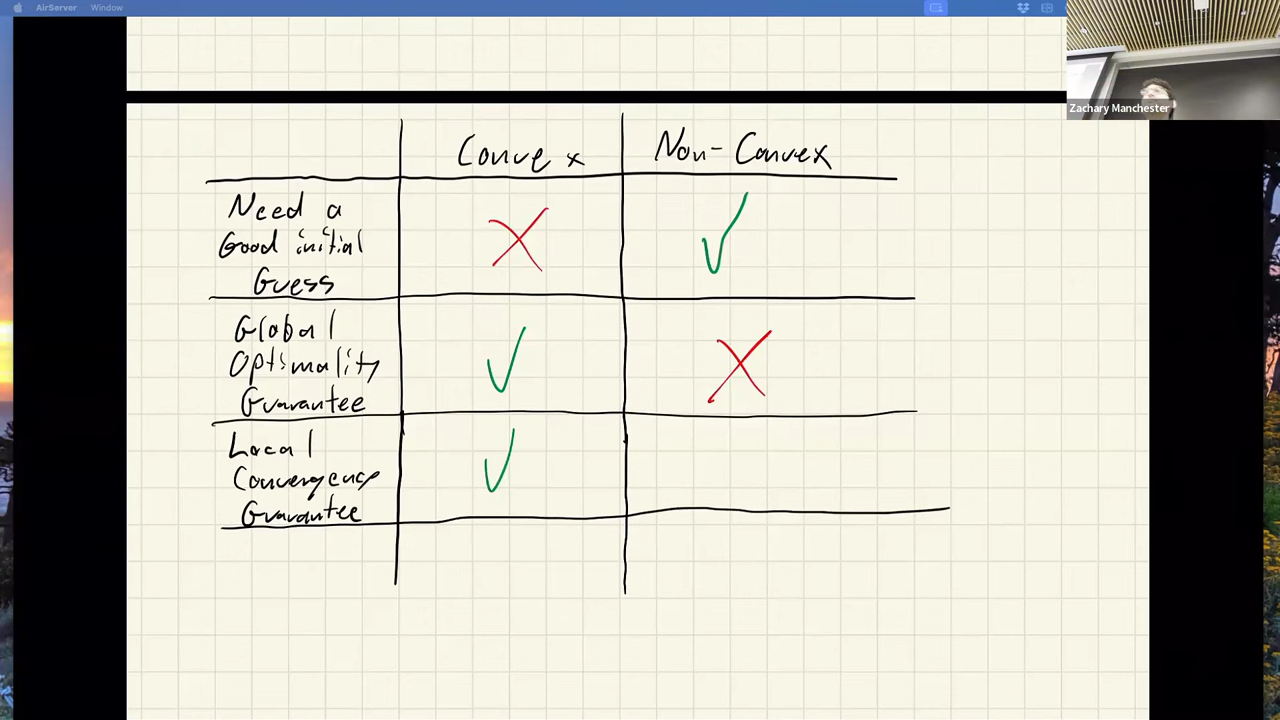 AirServer Window
Zachary Manchester
Convex Non-Convex
Need a
Good initial
Guess
Global
Optimality
Guarantee
Local
Convergence
Guarantee